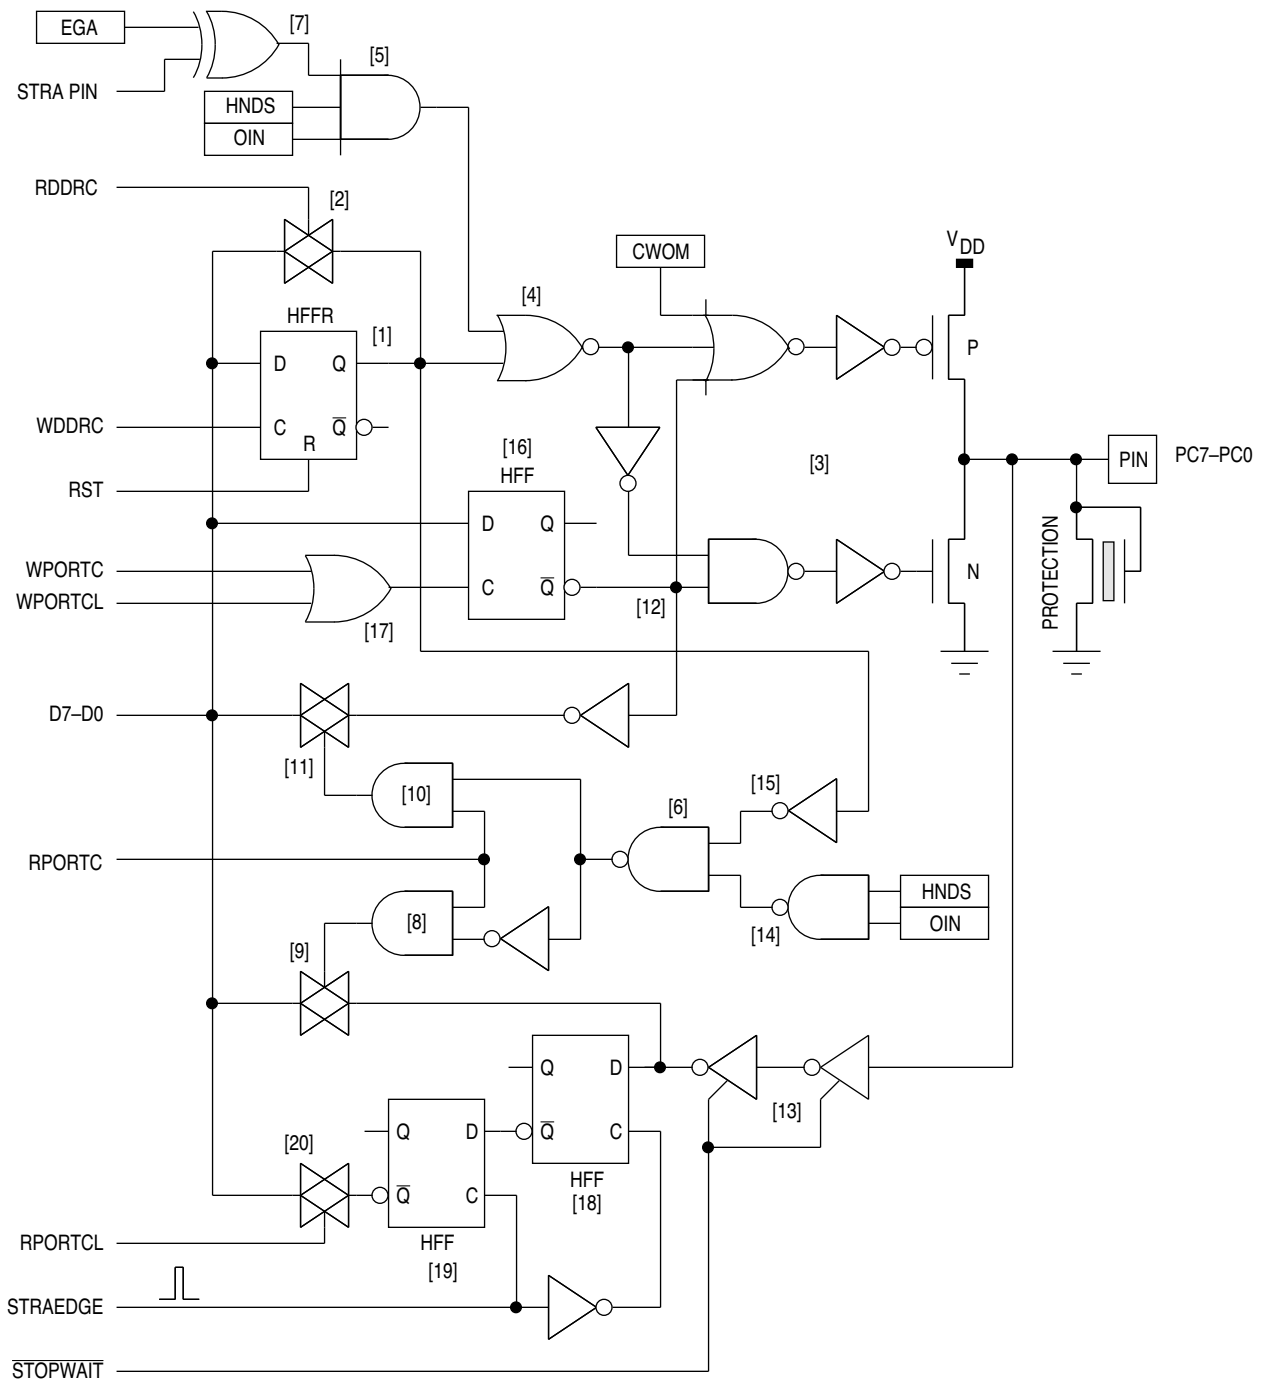 EGA
[7]
[5]
STRA PIN
HNDS
OIN
RDDRC
[2]
CWOM
VDD
[4]
HFFR
[1]
D Q
P
WDDRC
C Q
R
[16]
[3]
PIN
PC7–PC0
RST
HFF
D Q
PROTECTION
WPORTC
N
WPORTCL
C Q
[12]
[17]
D7–D0
[11]
[10]
[15]
[6]
RPORTC
HNDS
OIN
[8]
[14]
[9]
Q D
[13]
Q D
Q C
[20]
HFF
[18]
Q C
RPORTCL
HFF
[19]
STRAEDGE
STOPWAIT